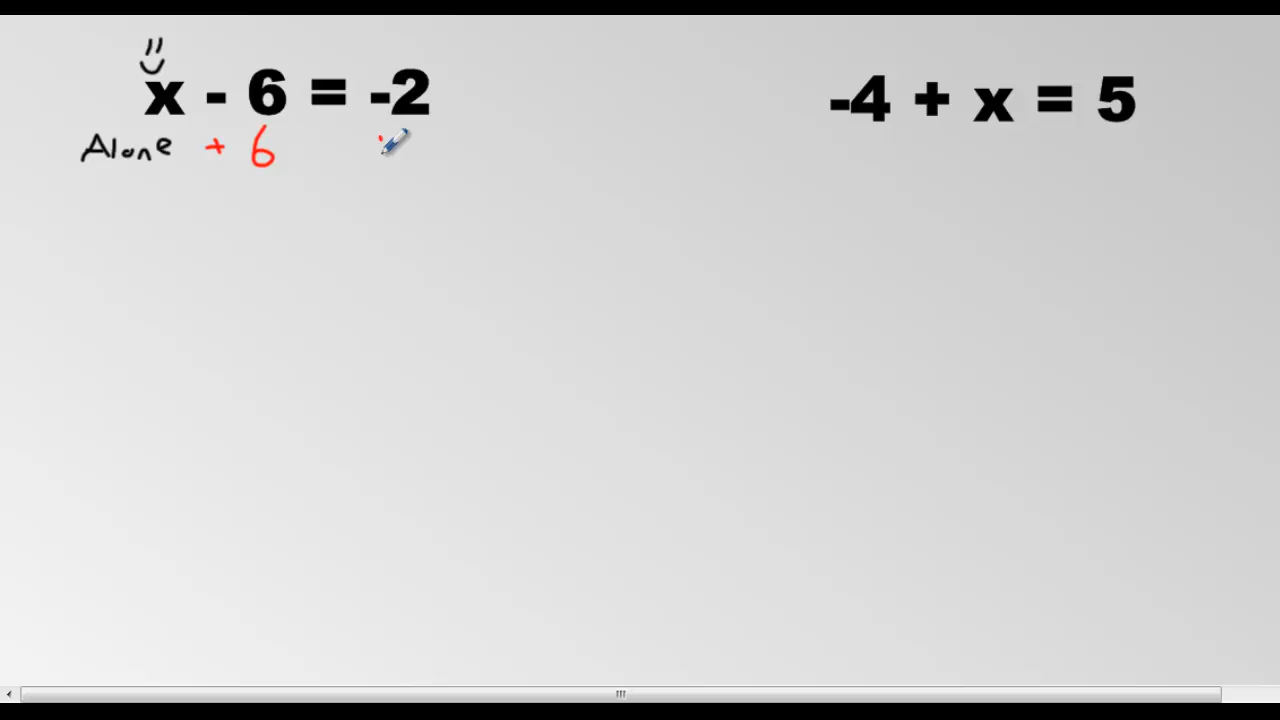 x - 6 = -2
Alone + 6
-4 + x = 5